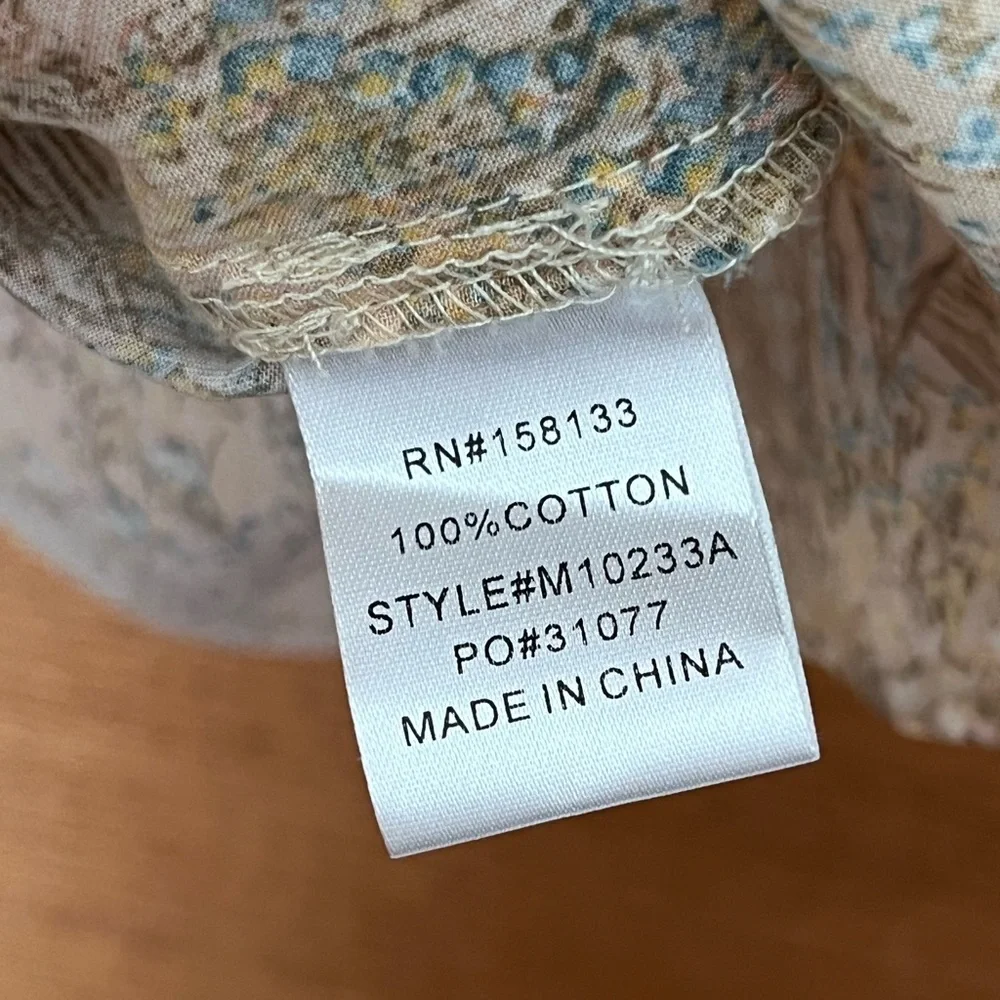 RN#158133
100%COTTON
STYLE#M10233A
PO#31077
MADE IN CHINA